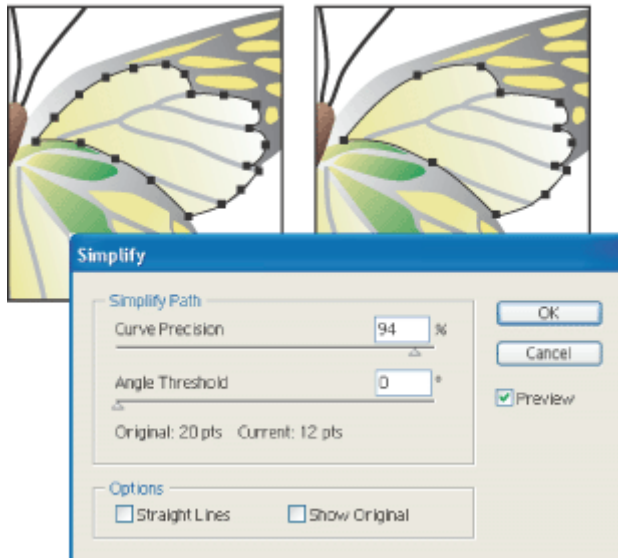 Simplify
Simplify Path
Curve Precision 94 %
Angle Threshold 0 °
Original: 20 pts Current: 12 pts
OK
Cancel
Preview
Options
Straight Lines Show Original